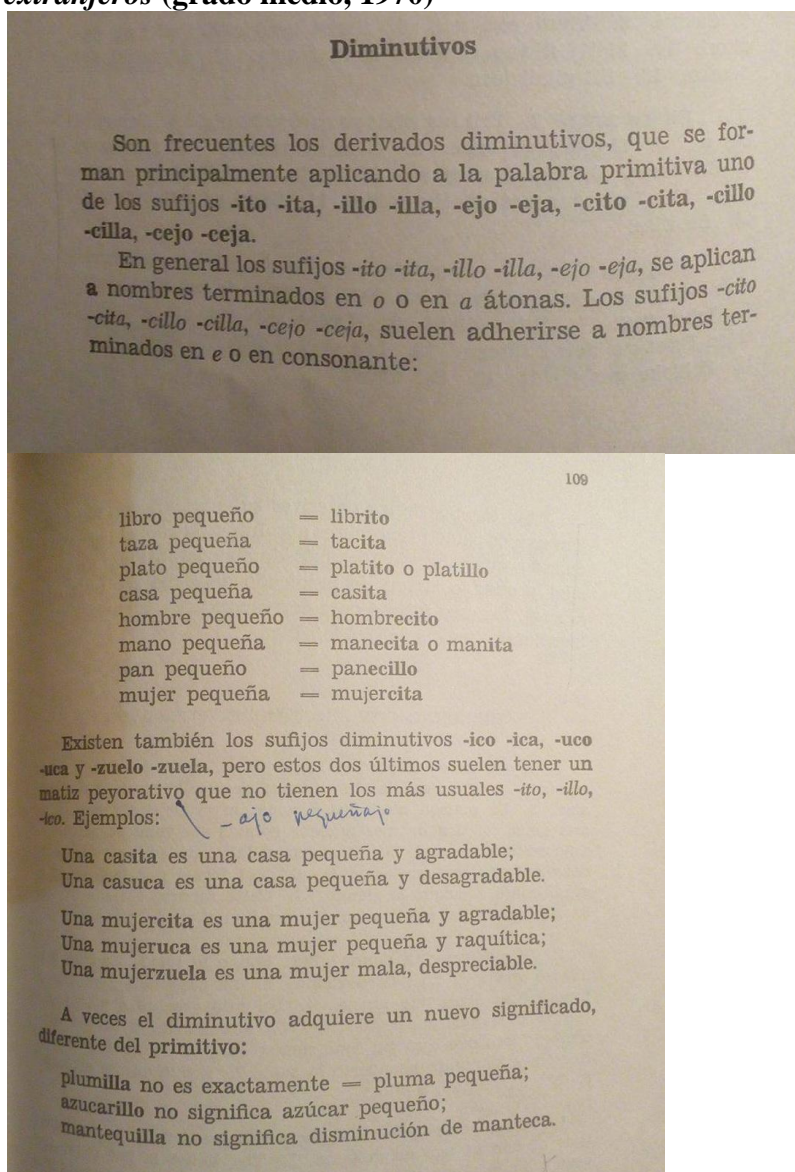 extranjeros (grado medio, 1970)
Diminutivos
Son frecuentes los derivados diminutivos, que se for-
man principalmente aplicando a la palabra primitiva uno
de los sufijos -ito -ita, -illo -illa, -ejo -eja, -cito -cita, -cillo
-cilla, -cejo -ceja.
En general los sufijos -ito -ita, -illo -illa, -ejo -eja, se aplican
a nombres terminados en o o en a átonas. Los sufijos -cito
-cita, -cillo -cilla, -cejo -ceja, suelen adherirse a nombres ter-
minados en e o en consonante:
109
libro pequeño = librito
taza pequeña = tacita
plato pequeño = platito o platillo
casa pequeña = casita
hombre pequeño = hombrecito
mano pequeña = manecita o manita
pan pequeño = panecillo
mujer pequeña = mujercita
Existen también los sufijos diminutivos -ico -ica, -uco
-uca y -zuelo -zuela, pero estos dos últimos suelen tener un
matiz peyorativo que no tienen los más usuales -ito, -illo,
-ico. Ejemplos: - ajo pequeñajo
Una casita es una casa pequeña y agradable;
Una casuca es una casa pequeña y desagradable.
Una mujercita es una mujer pequeña y agradable;
Una mujeruca es una mujer pequeña y raquítica;
Una mujerzuela es una mujer mala, despreciable.
A veces el diminutivo adquiere un nuevo significado,
diferente del primitivo:
plumilla no es exactamente = pluma pequeña;
azucarillo no significa azúcar pequeño;
mantequilla no significa disminución de manteca.